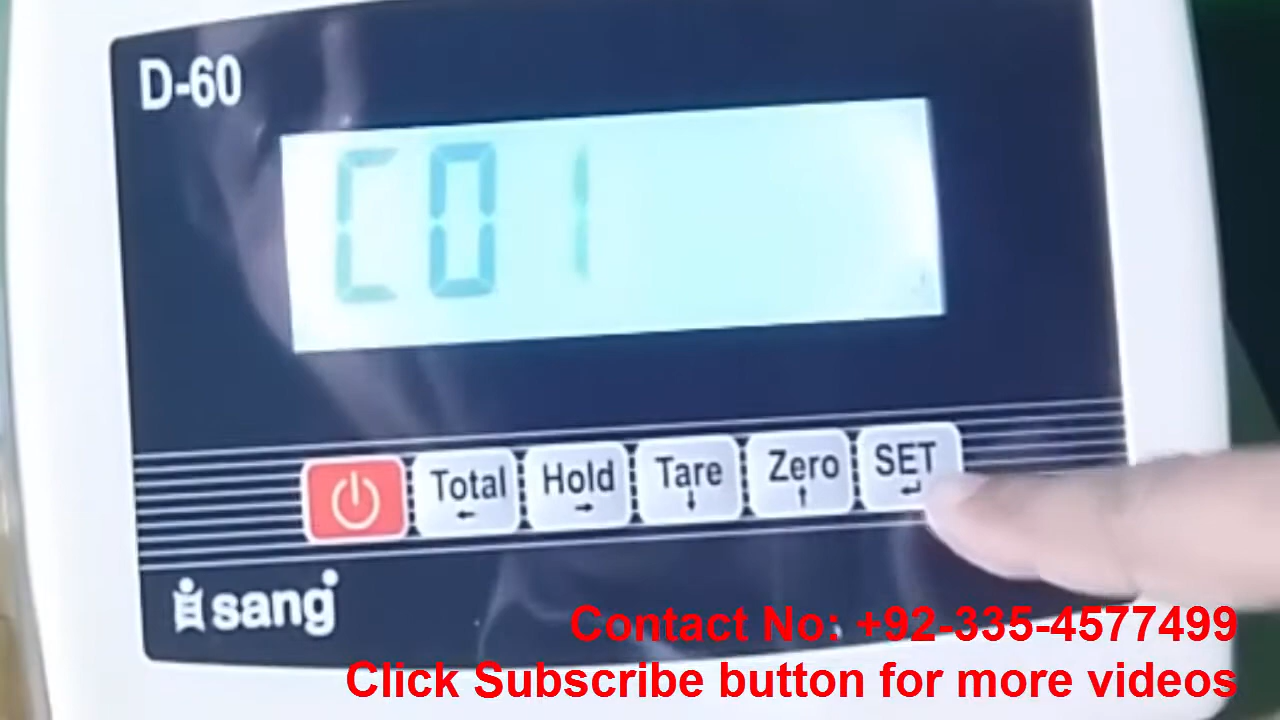 D-60
C01
Total
Hold
Tare
Zero
SET
sang
Contact No: +92-335-4577499
Click Subscribe button for more videos